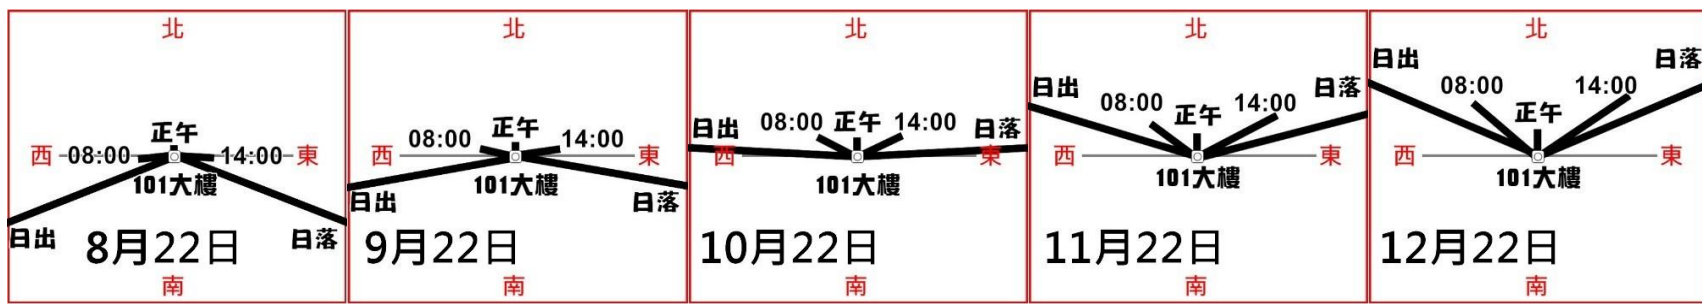 北
正午
西 08:00 14:00 東
101大樓
日出 日落
8月22日
南
北
正午
08:00 14:00
西 東
101大樓
日出 日落
9月22日
南
北
日出 08:00 正午 14:00 日落
西 東
101大樓
10月22日
南
北
日出 日落
08:00 14:00
正午
西 東
101大樓
11月22日
南
北
日出 日落
08:00 14:00
正午
西 東
101大樓
12月22日
南